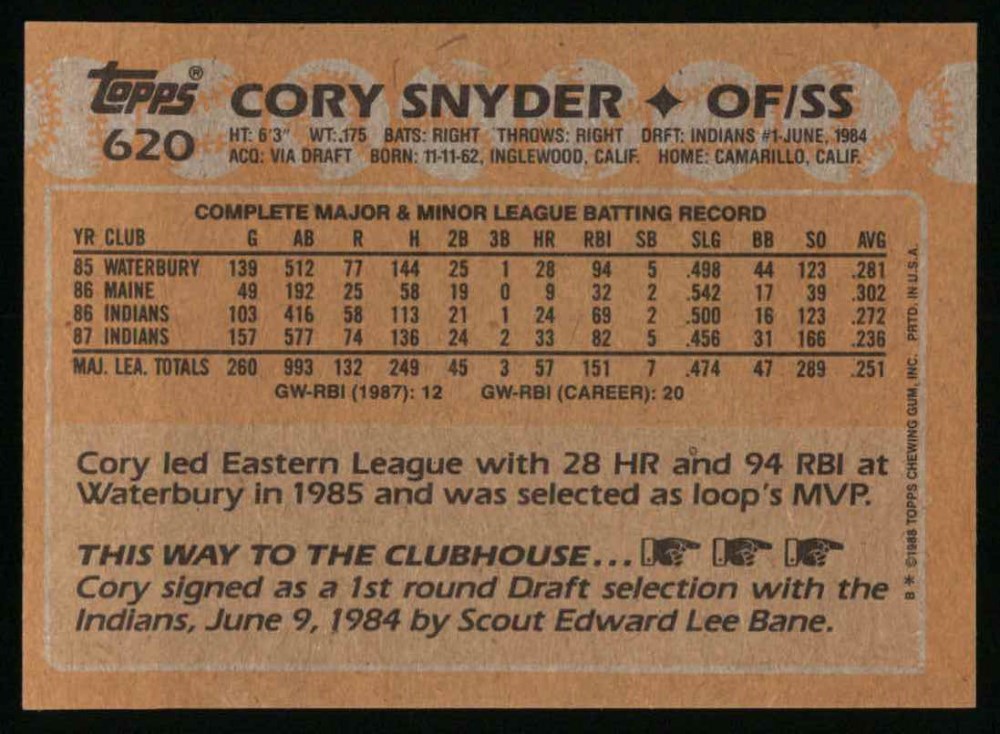 topps® CORY SNYDER ✦ OF/SS
620 HT: 6'3" WT.:175 BATS: RIGHT THROWS: RIGHT DRFT: INDIANS #1-JUNE, 1984
ACQ: VIA DRAFT BORN: 11-11-62, INGLEWOOD, CALIF. HOME: CAMARILLO, CALIF.
COMPLETE MAJOR & MINOR LEAGUE BATTING RECORD
YR CLUB G AB R H 2B 3B HR RBI SB SLG BB SO AVG
85 WATERBURY 139 512 77 144 25 1 28 94 5 .498 44 123 .281
86 MAINE 49 192 25 58 19 0 9 32 2 .542 17 39 .302
86 INDIANS 103 416 58 113 21 1 24 69 2 .500 16 123 .272
87 INDIANS 157 577 74 136 24 2 33 82 5 .456 31 166 .236
MAJ. LEA. TOTALS 260 993 132 249 45 3 57 151 7 .474 47 289 .251
GW-RBI (1987): 12 GW-RBI (CAREER): 20
Cory led Eastern League with 28 HR and 94 RBI at
Waterbury in 1985 and was selected as loop's MVP.
THIS WAY TO THE CLUBHOUSE...
Cory signed as a 1st round Draft selection with the
Indians, June 9, 1984 by Scout Edward Lee Bane.
B * ©1988 TOPPS CHEWING GUM, INC. PRTD. IN U.S.A.